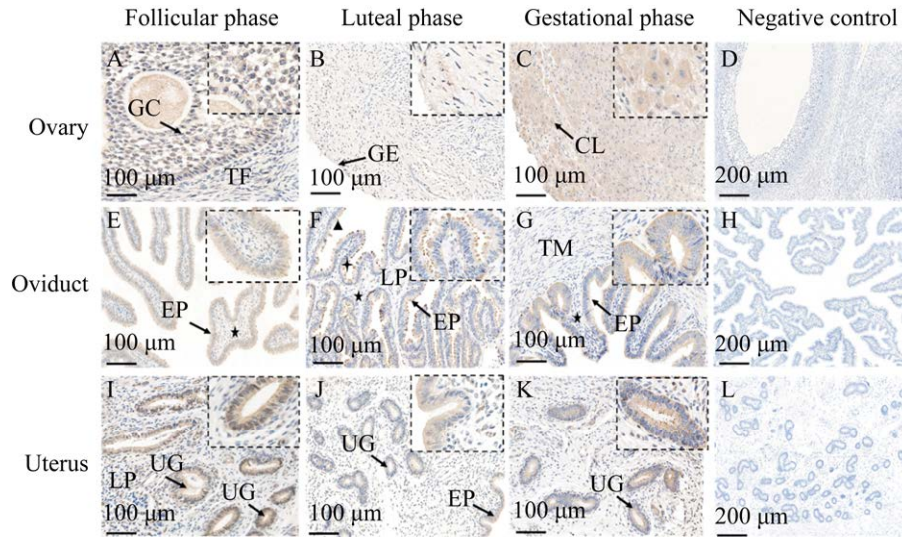 Follicular phase Luteal phase Gestational phase Negative control
Ovary
A
GC
TF
100 μm
B
GE
100 μm
C
CL
100 μm
D
200 μm
Oviduct
E
EP
100 μm
F
LP
EP
100 μm
G
TM
EP
100 μm
H
200 μm
Uterus
I
UG
LP
UG
100 μm
J
UG
EP
100 μm
K
UG
100 μm
L
200 μm